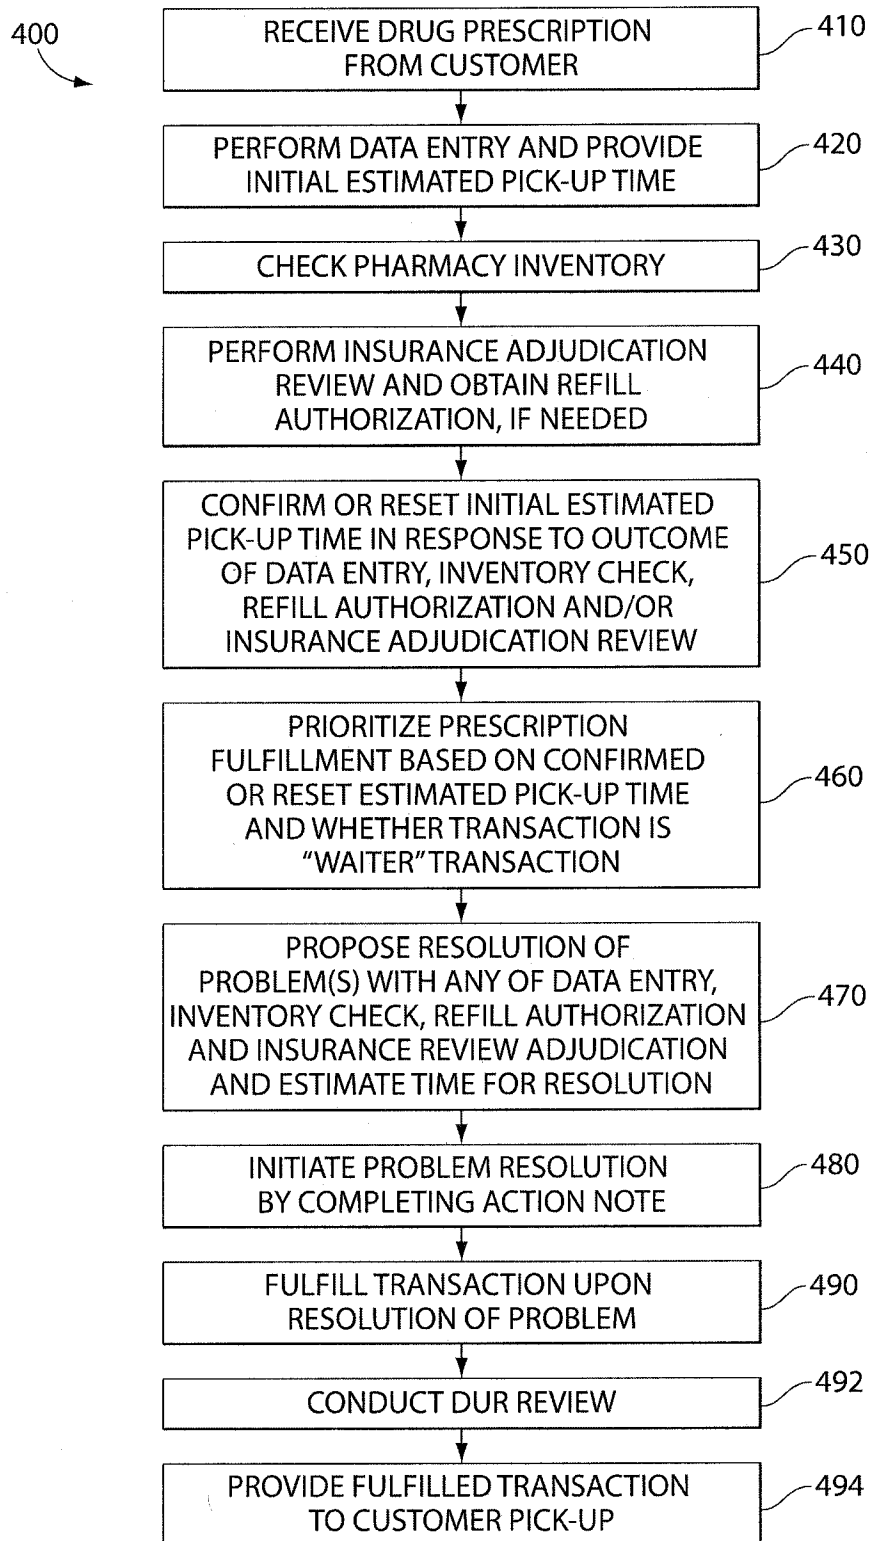 400
RECEIVE DRUG PRESCRIPTION
FROM CUSTOMER
410
PERFORM DATA ENTRY AND PROVIDE
INITIAL ESTIMATED PICK-UP TIME
420
CHECK PHARMACY INVENTORY
430
PERFORM INSURANCE ADJUDICATION
REVIEW AND OBTAIN REFILL
AUTHORIZATION, IF NEEDED
440
CONFIRM OR RESET INITIAL ESTIMATED
PICK-UP TIME IN RESPONSE TO OUTCOME
OF DATA ENTRY, INVENTORY CHECK,
REFILL AUTHORIZATION AND/OR
INSURANCE ADJUDICATION REVIEW
450
PRIORITIZE PRESCRIPTION
FULFILLMENT BASED ON CONFIRMED
OR RESET ESTIMATED PICK-UP TIME
AND WHETHER TRANSACTION IS
“WAITER” TRANSACTION
460
PROPOSE RESOLUTION OF
PROBLEM(S) WITH ANY OF DATA ENTRY,
INVENTORY CHECK, REFILL AUTHORIZATION
AND INSURANCE REVIEW ADJUDICATION
AND ESTIMATE TIME FOR RESOLUTION
470
INITIATE PROBLEM RESOLUTION
BY COMPLETING ACTION NOTE
480
FULFILL TRANSACTION UPON
RESOLUTION OF PROBLEM
490
CONDUCT DUR REVIEW
492
PROVIDE FULFILLED TRANSACTION
TO CUSTOMER PICK-UP
494